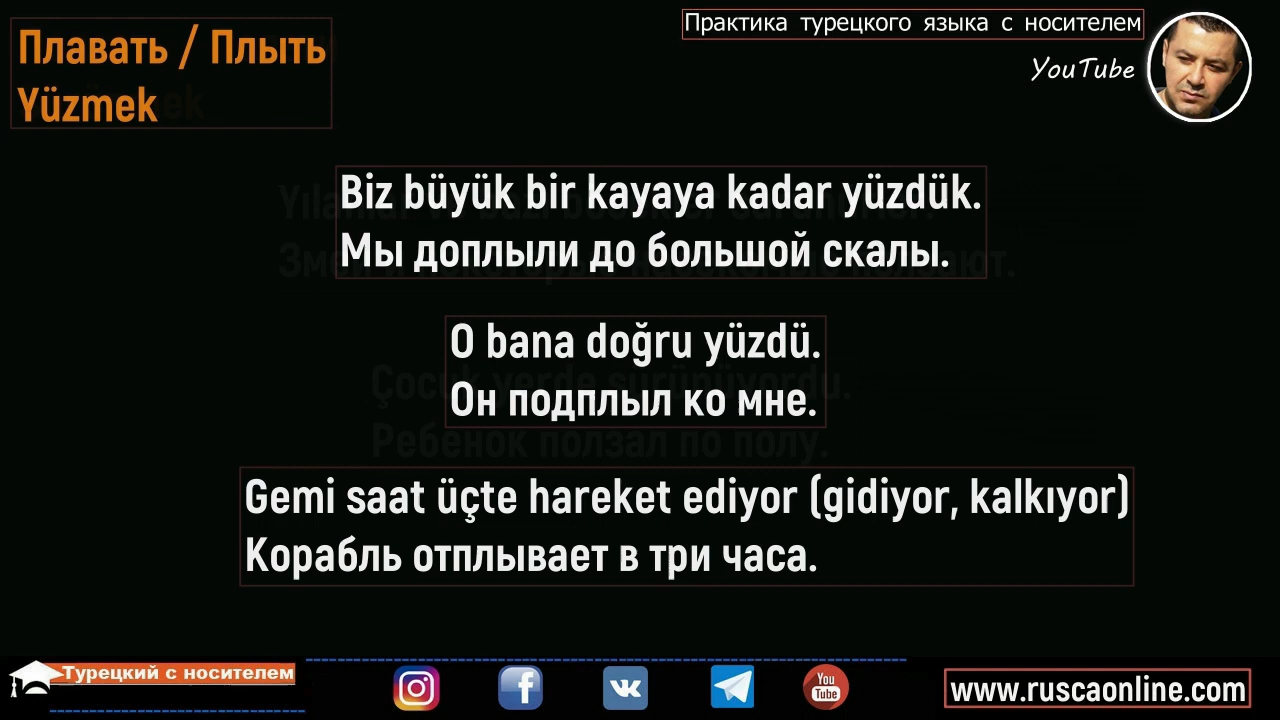 Плавать / Плыть
Yüzmek
Практика турецкого языка с носителем
YouTube
Biz büyük bir kayaya kadar yüzdük.
Мы доплыли до большой скалы.
O bana doğru yüzdü.
Он подплыл ко мне.
Gemi saat üçte hareket ediyor (gidiyor, kalkıyor)
Корабль отплывает в три часа.
Турецкий с носителем
You
Tube
www.ruscaonline.com